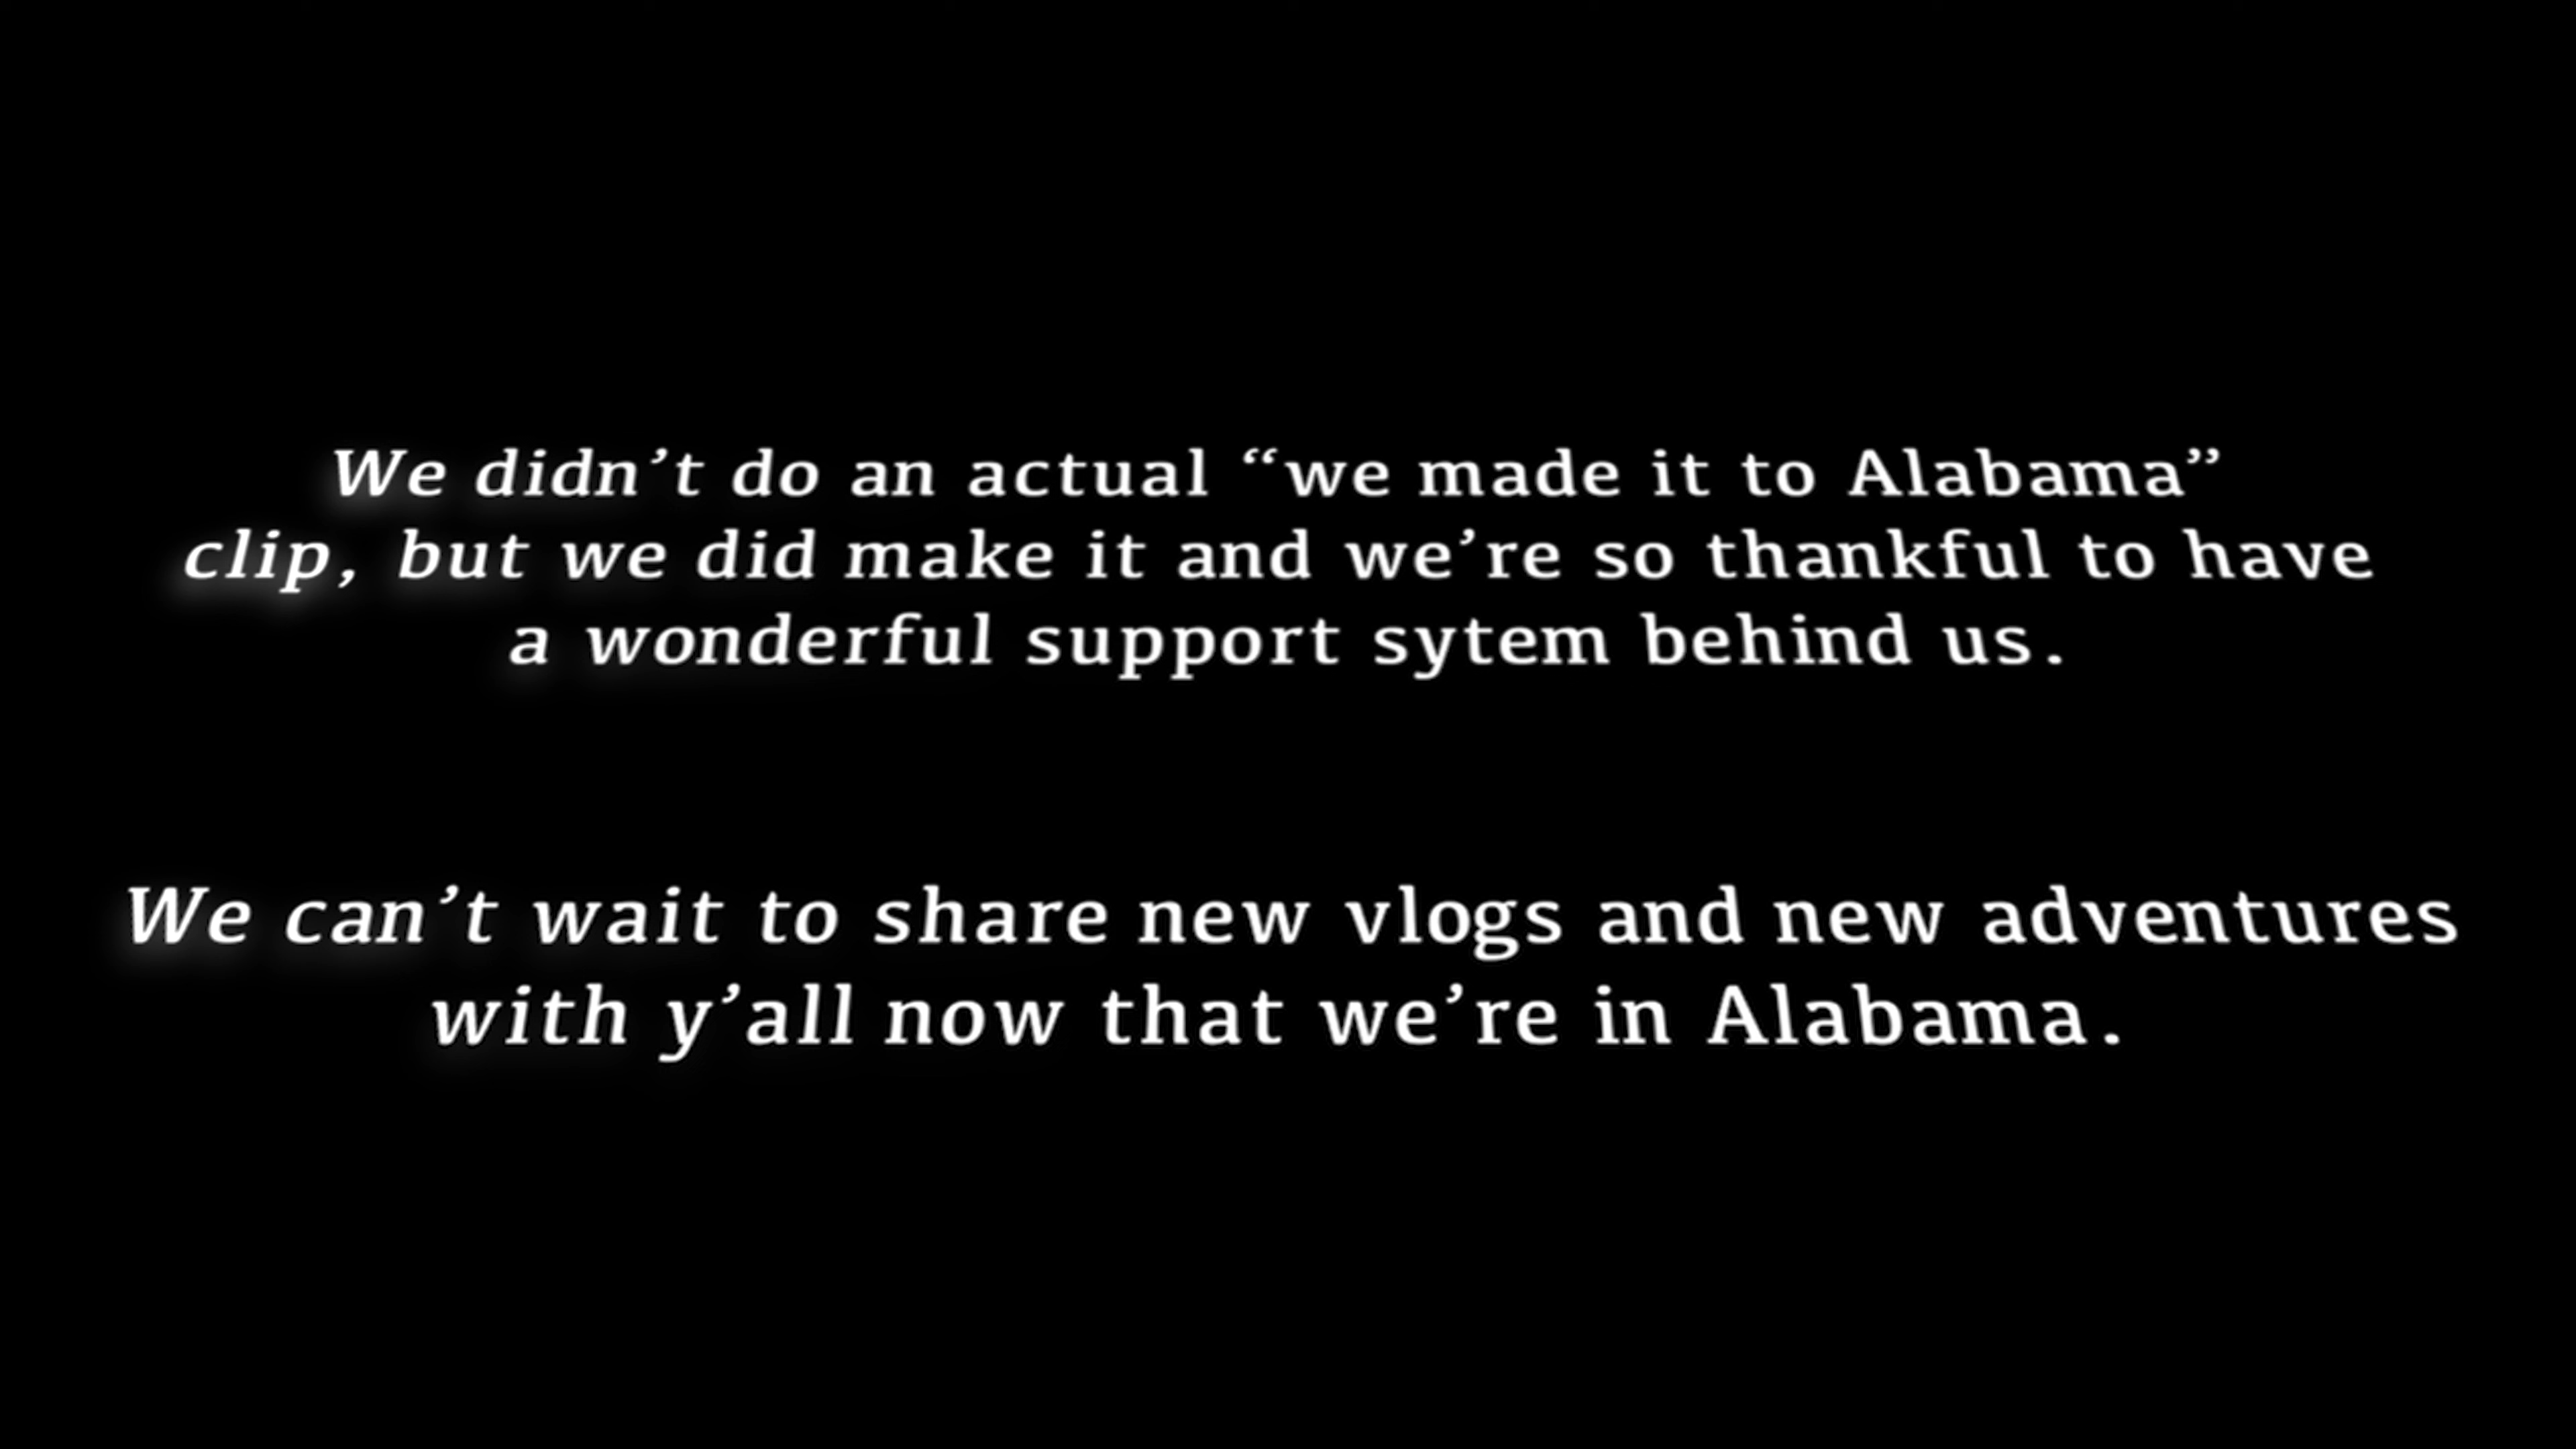 We didn’t do an actual “we made it to Alabama”
clip, but we did make it and we’re so thankful to have
a wonderful support sytem behind us.
We can’t wait to share new vlogs and new adventures
with y’all now that we’re in Alabama.